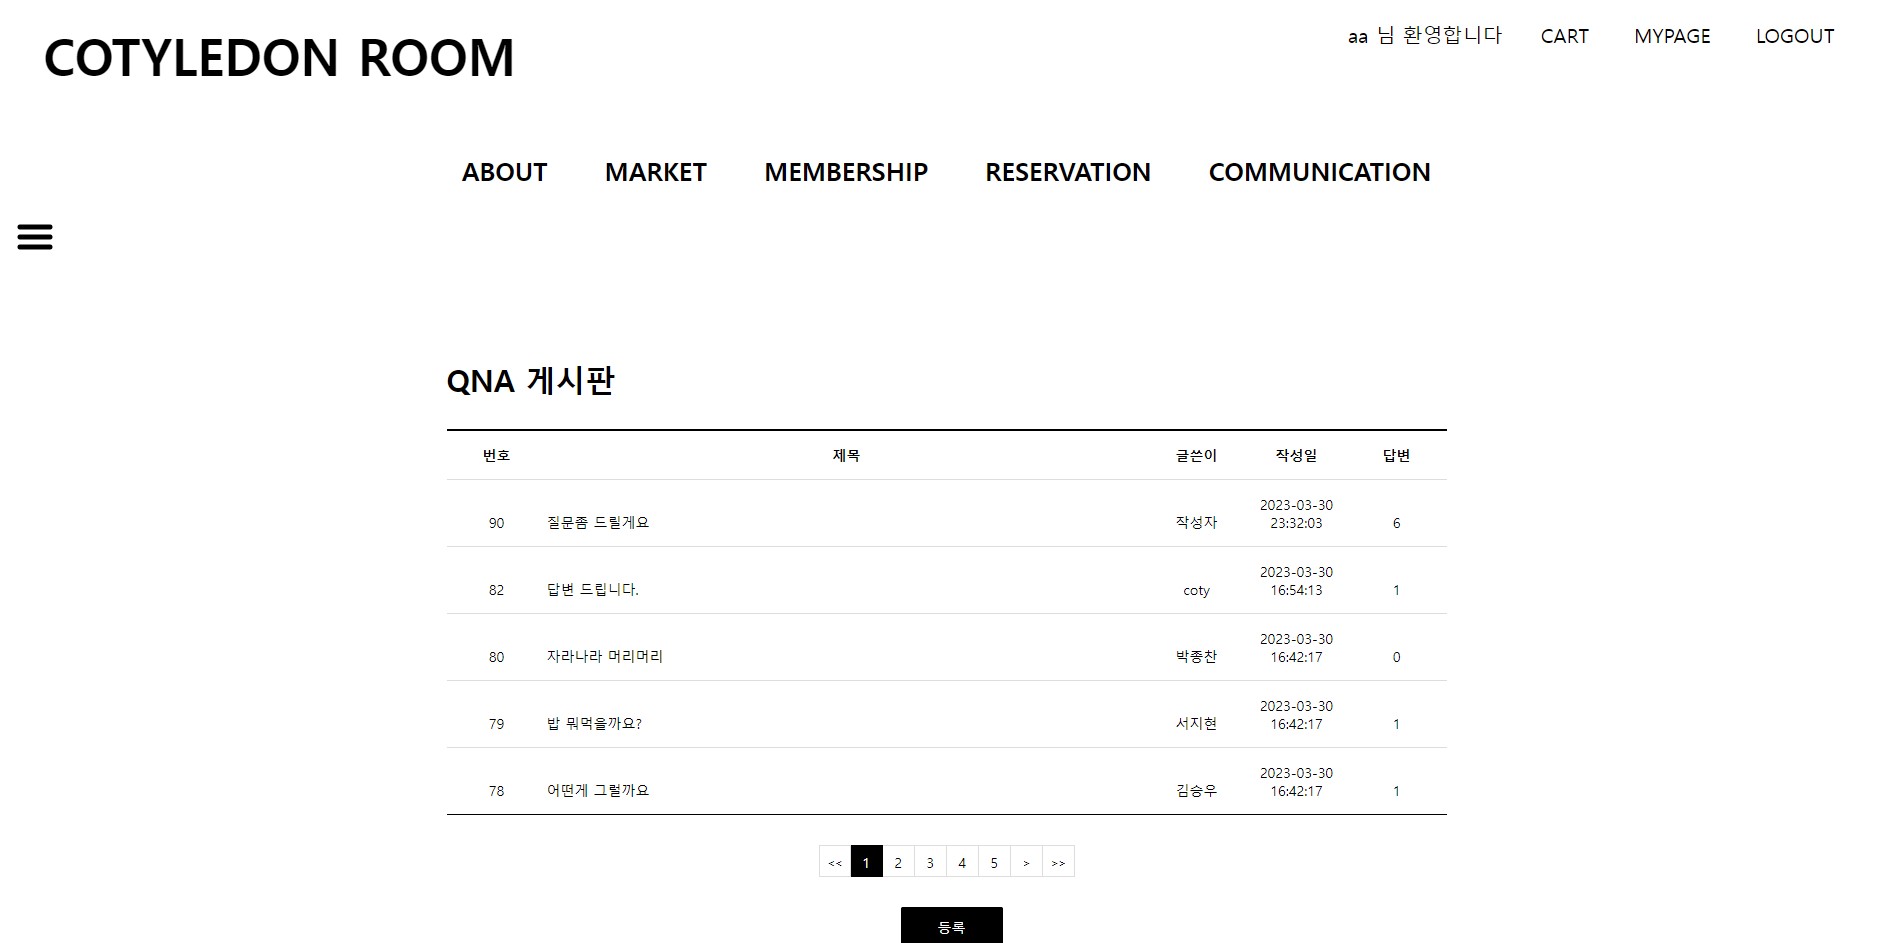 COTYLEDON ROOM
aa 님 환영합니다 CART MYPAGE LOGOUT
ABOUT MARKET MEMBERSHIP RESERVATION COMMUNICATION
QNA 게시판
번호 제목 글쓴이 작성일 답변
90 질문좀 드릴게요 작성자 2023-03-30 23:32:03 6
82 답변 드립니다. coty 2023-03-30 16:54:13 1
80 자라나라 머리머리 박종찬 2023-03-30 16:42:17 0
79 밥 뭐먹을까요? 서지현 2023-03-30 16:42:17 1
78 어떤게 그럴까요 김승우 2023-03-30 16:42:17 1
<< 1 2 3 4 5 > >>
등록